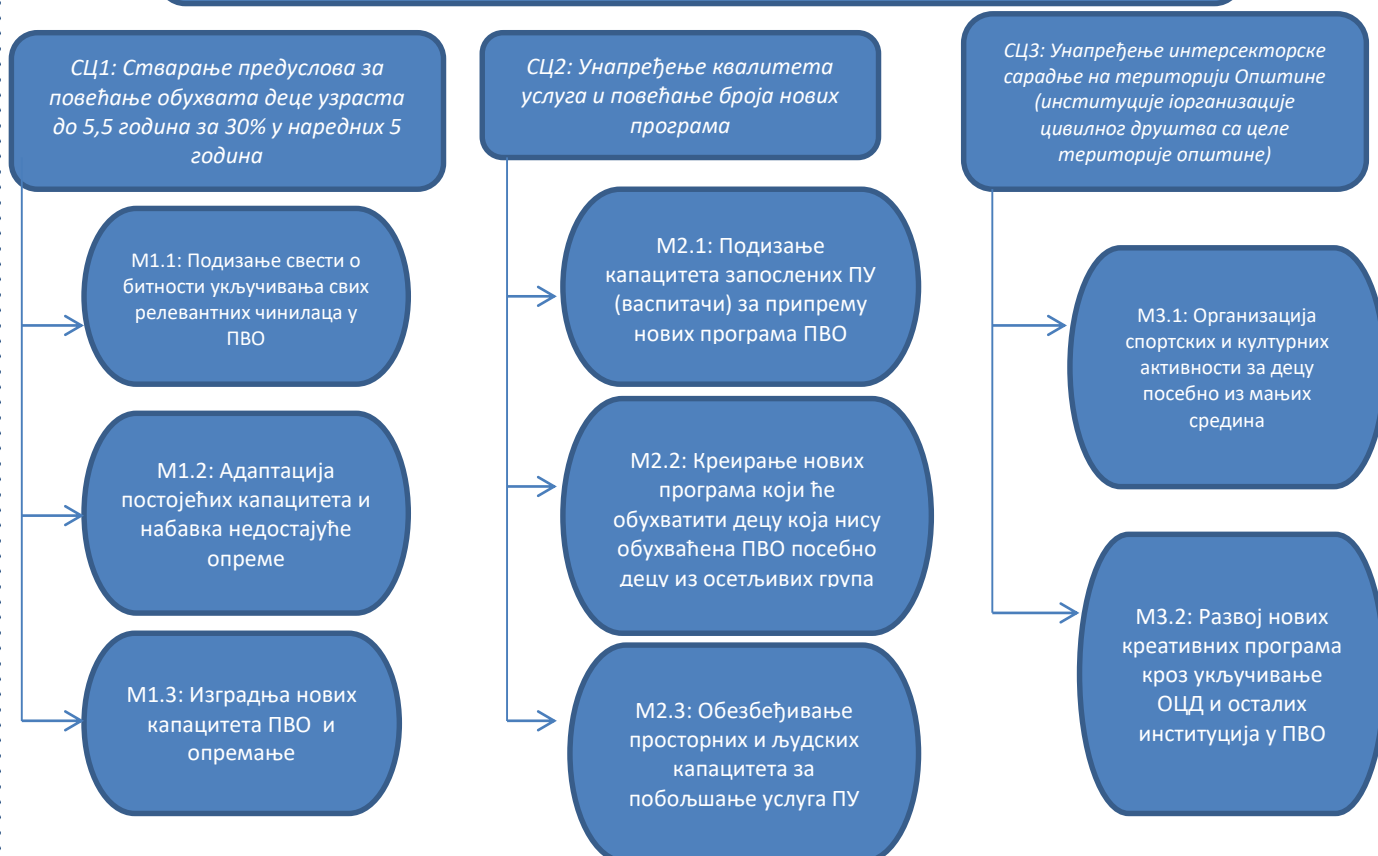 СЦ1: Стварање предуслова за
повећање обухвата деце узраста
до 5,5 година за 30% у наредних 5
година
М1.1: Подизање свести о
битности укључивања свих
релевантних чинилаца у
ПВО
М1.2: Адаптација
постојећих капацитета и
набавка недостајуће
опреме
М1.3: Изградња нових
капацитета ПВО и
опремање
СЦ2: Унапређење квалитета
услуга и повећање броја нових
програма
М2.1: Подизање
капацитета запослених ПУ
(васпитачи) за припрему
нових програма ПВО
М2.2: Креирање нових
програма који ће
обухватити децу која нису
обухваћена ПВО посебно
децу из осетљивих група
М2.3: Обезбеђивање
просторних и људских
капацитета за
побољшање услуга ПУ
СЦ3: Унапређење интерсекторске
сарадње на територији Општине
(институције іорганизације
цивилног друштва са целе
територије општине)
М3.1: Организација
спортских и културних
активности за децу
посебно из мањих
средина
М3.2: Развој нових
креативних програма
кроз укључивање
ОЦД и осталих
институција у ПВО